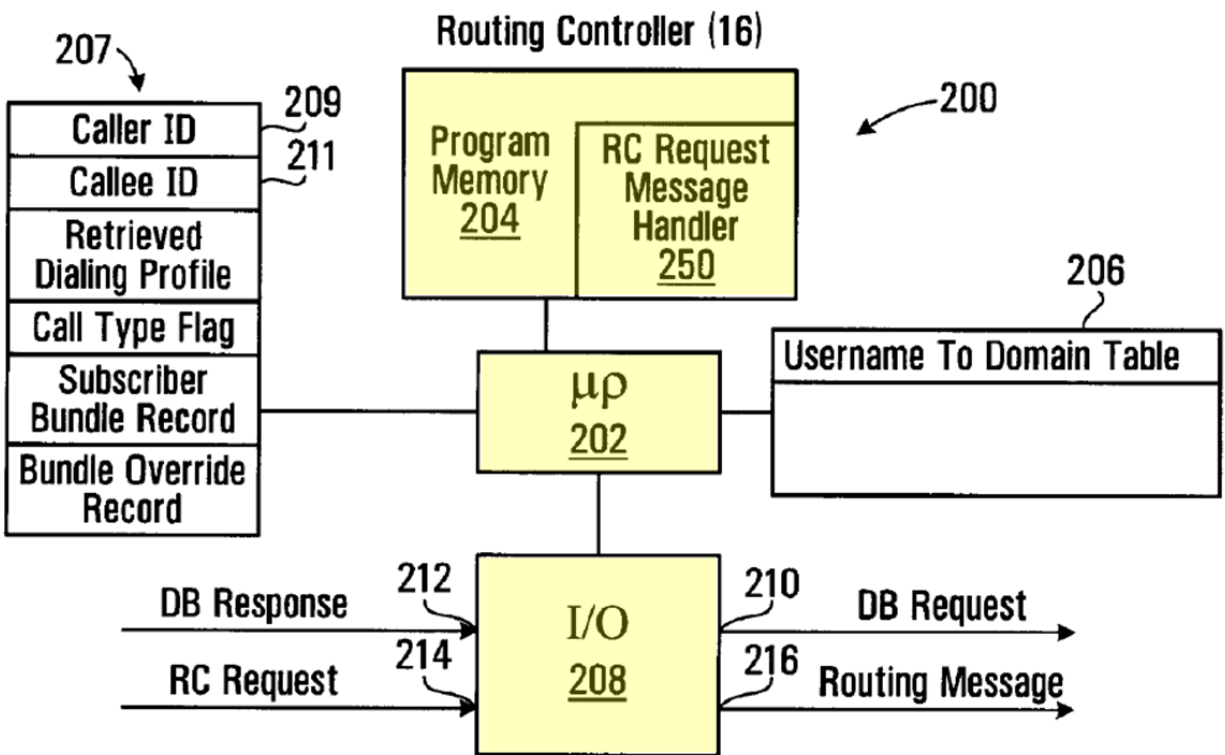 Routing Controller (16)
207
200
Caller ID
209
Callee ID
211
Retrieved
Dialing Profile
Call Type Flag
Subscriber
Bundle Record
Bundle Override
Record
Program
Memory
204
RC Request
Message
Handler
250
206
Username To Domain Table
μρ
202
212
DB Response
214
RC Request
I/O
208
210
DB Request
216
Routing Message